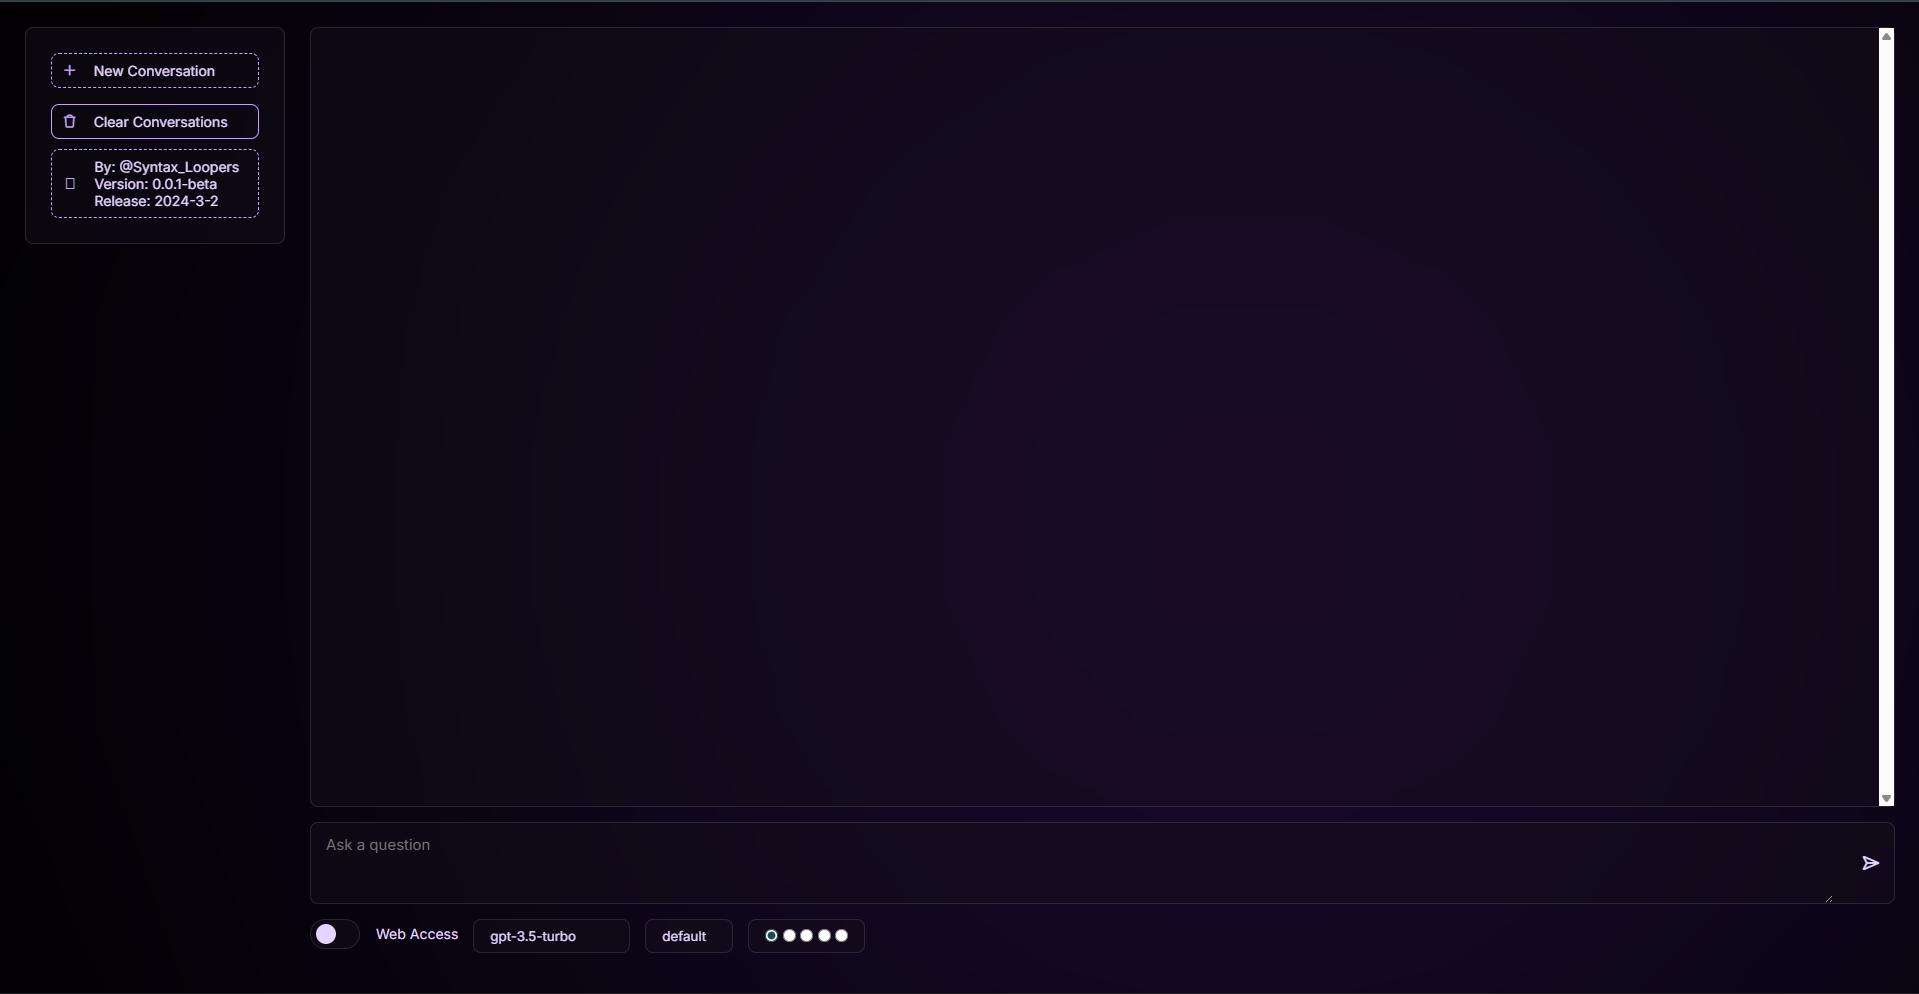 New Conversation
Clear Conversations
By: @Syntax_Loopers
Version: 0.0.1-beta
Release: 2024-3-2
Ask a question
Web Access
gpt-3.5-turbo
default